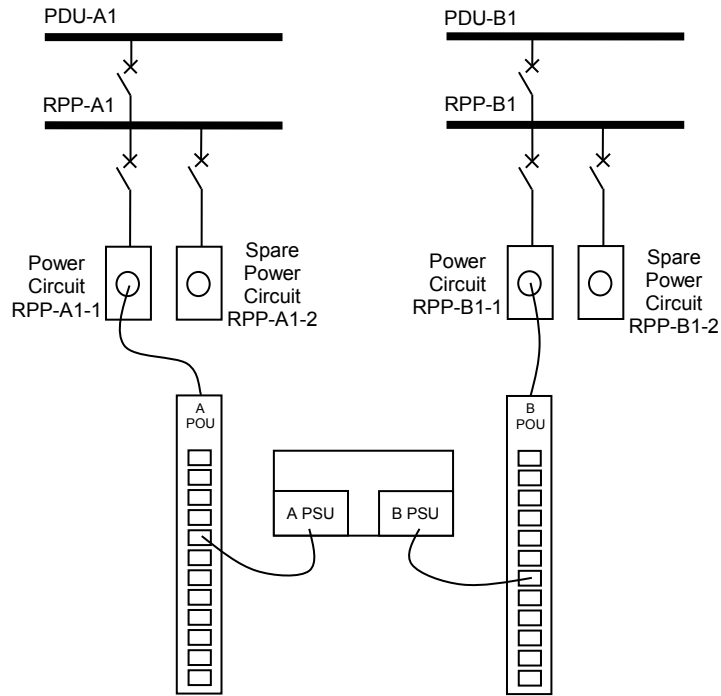 PDU-A1
PDU-B1
RPP-A1
RPP-B1
Power
Circuit
RPP-A1-1
Spare
Power
Circuit
RPP-A1-2
Power
Circuit
RPP-B1-1
Spare
Power
Circuit
RPP-B1-2
A
POU
B
POU
A PSU
B PSU